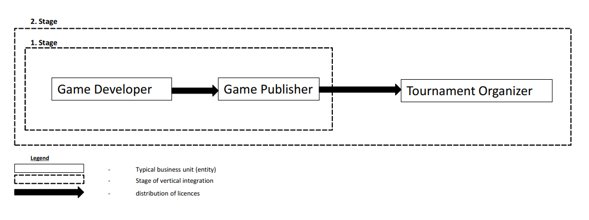 2. Stage
1. Stage
Game Developer
Game Publisher
Tournament Organizer
Legend
- Typical business unit (entity)
- Stage of vertical integration
- distribution of licences